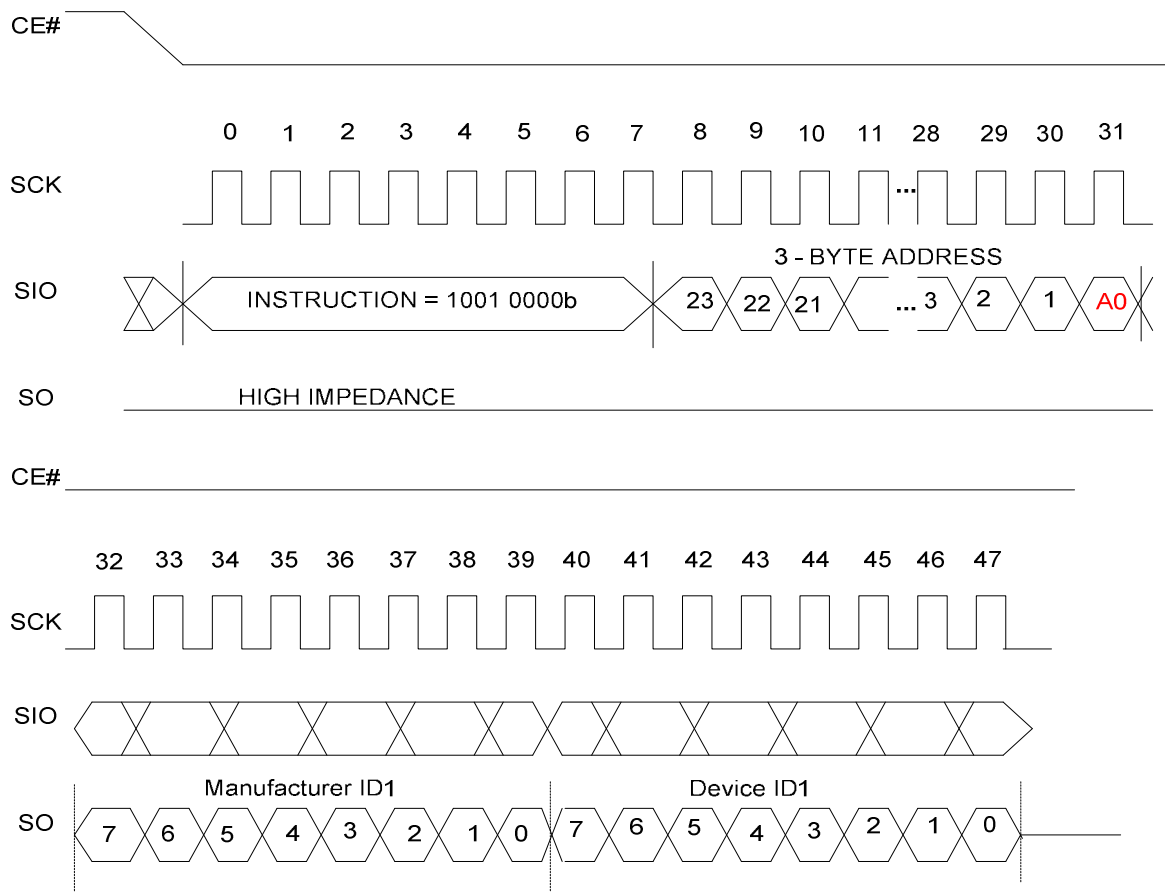 CE#
0 1 2 3 4 5 6 7 8 9 10 11 28 29 30 31
SCK ...
3 - BYTE ADDRESS
SIO INSTRUCTION = 1001 0000b 23 22 21 ... 3 2 1 A0
SO HIGH IMPEDANCE
CE#
32 33 34 35 36 37 38 39 40 41 42 43 44 45 46 47
SCK
SIO
Manufacturer ID1 Device ID1
SO 7 6 5 4 3 2 1 0 7 6 5 4 3 2 1 0